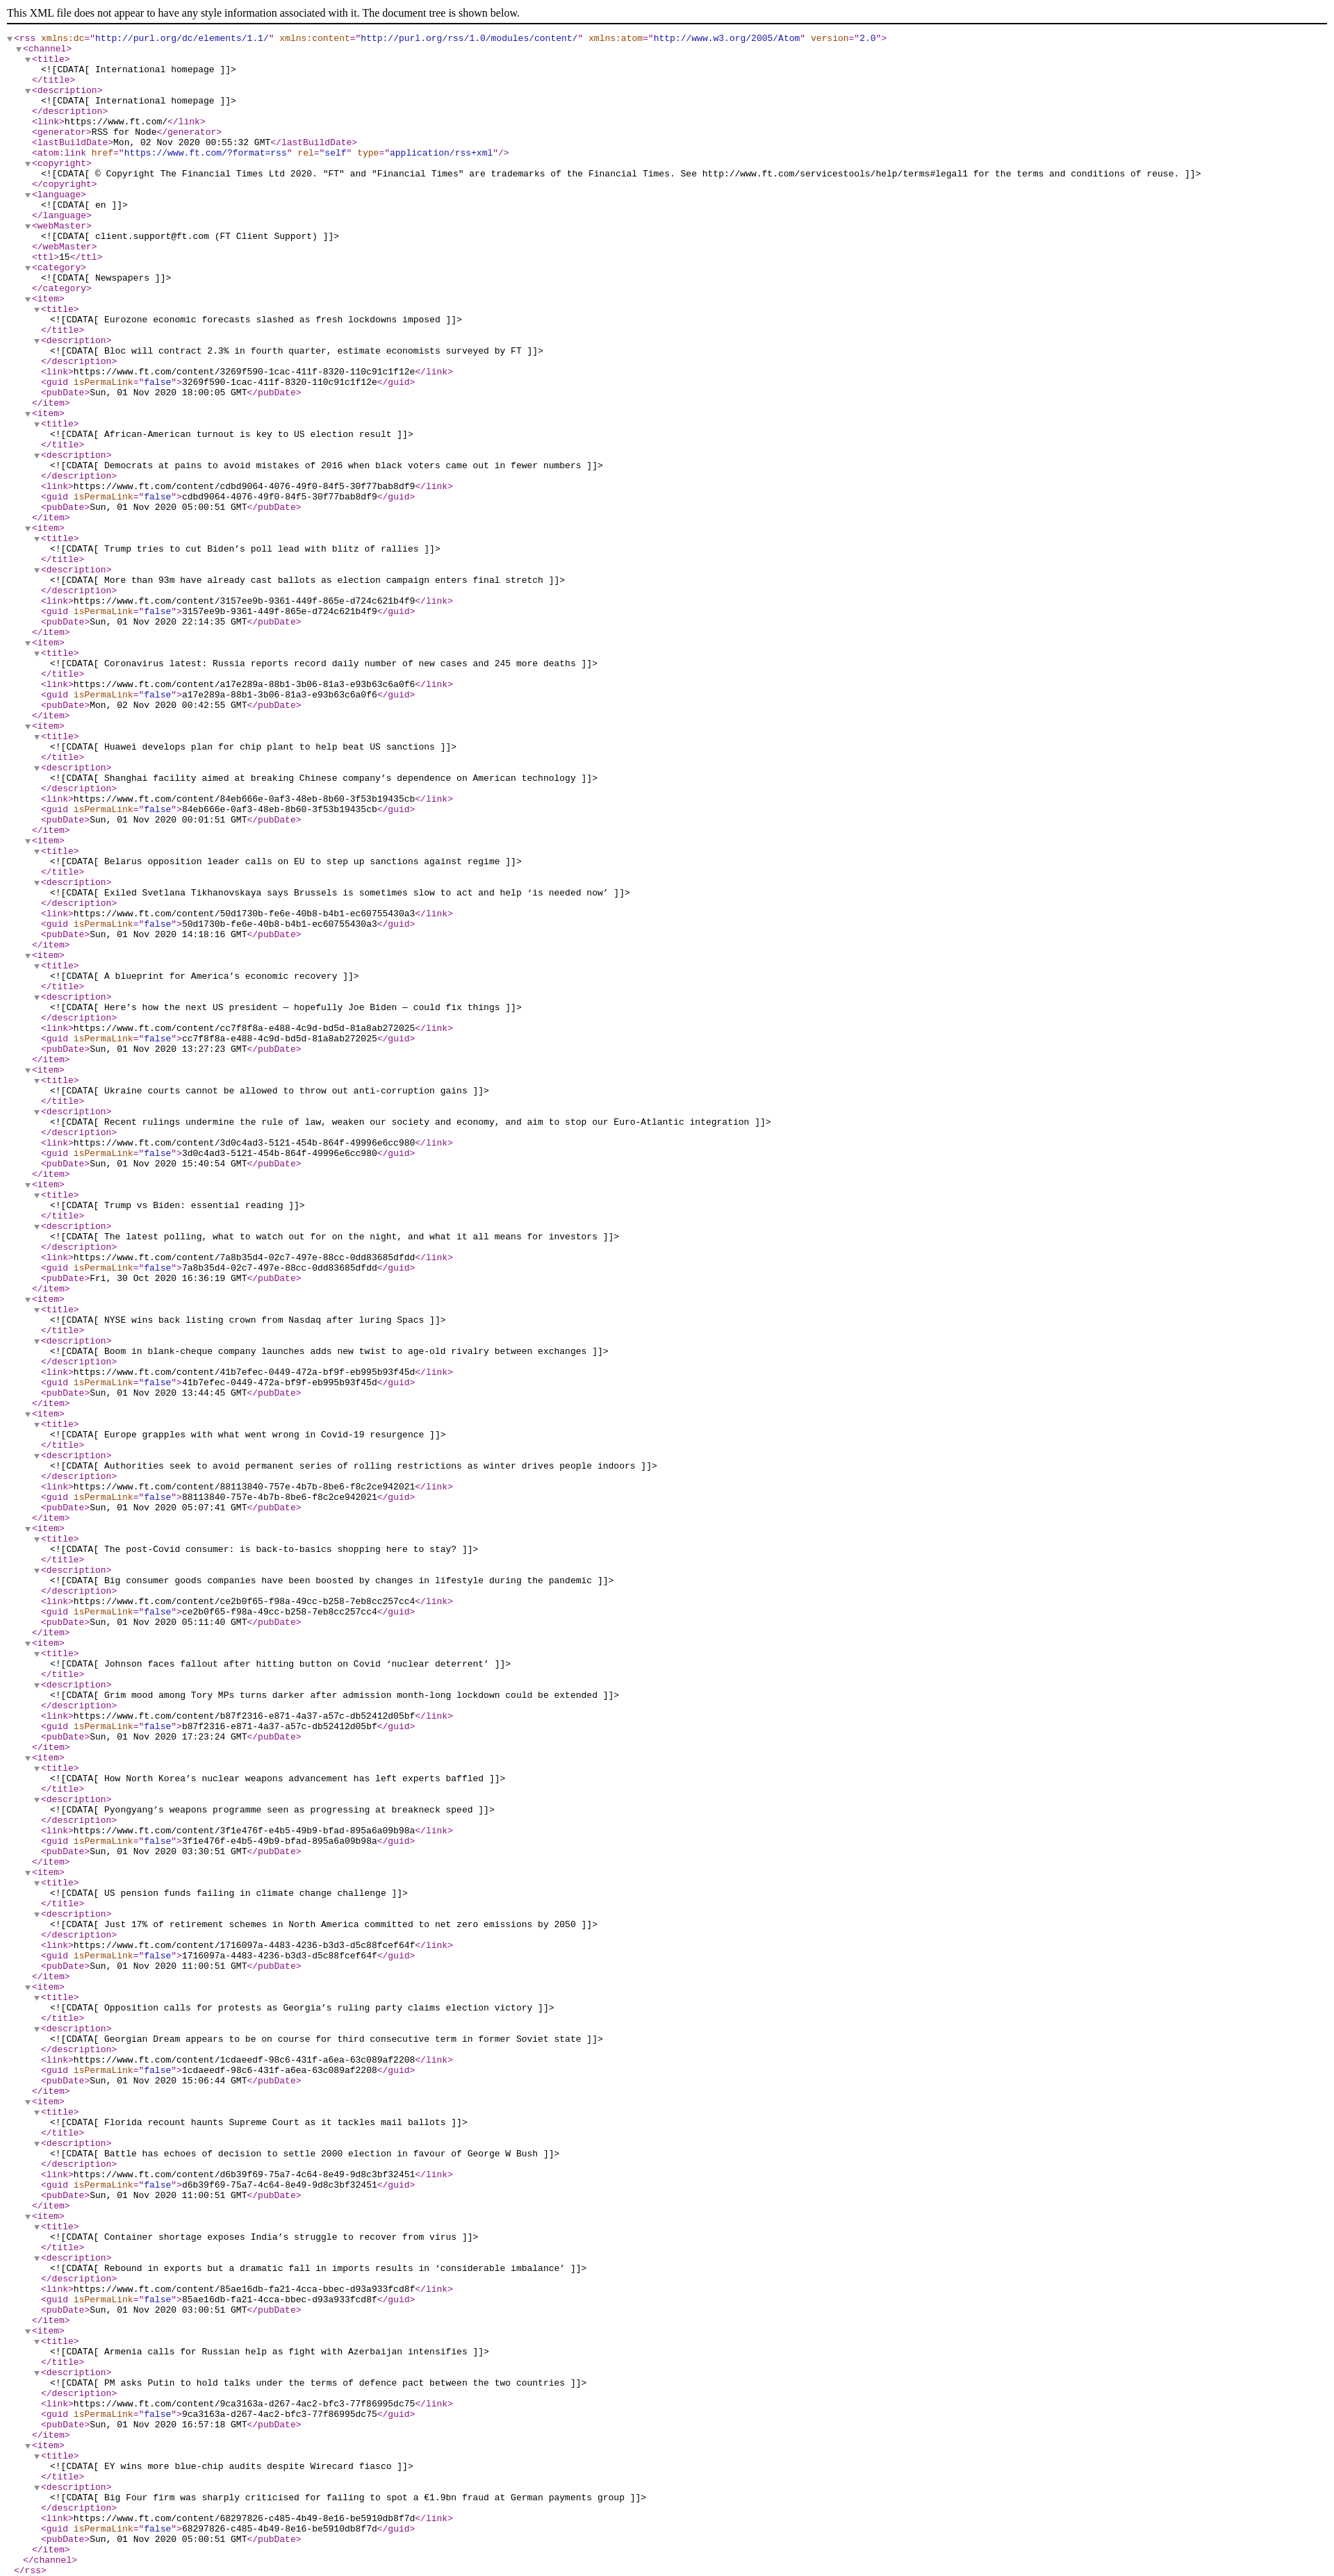 This XML file does not appear to have any style information associated with it. The document tree is shown below.
<rss xmlns:dc="http://purl.org/dc/elements/1.1/" xmlns:content="http://purl.org/rss/1.0/modules/content/" xmlns:atom="http://www.w3.org/2005/Atom" version="2.0">
<channel>
<title>
<![CDATA[ International homepage ]]>
</title>
<description>
<![CDATA[ International homepage ]]>
</description>
<link>https://www.ft.com/</link>
<generator>RSS for Node</generator>
<lastBuildDate>Mon, 02 Nov 2020 00:55:32 GMT</lastBuildDate>
<atom:link href="https://www.ft.com/?format=rss" rel="self" type="application/rss+xml"/>
<copyright>
<![CDATA[ © Copyright The Financial Times Ltd 2020. "FT" and "Financial Times" are trademarks of the Financial Times. See http://www.ft.com/servicestools/help/terms#legal1 for the terms and conditions of reuse. ]]>
</copyright>
<language>
<![CDATA[ en ]]>
</language>
<webMaster>
<![CDATA[ client.support@ft.com (FT Client Support) ]]>
</webMaster>
<ttl>15</ttl>
<category>
<![CDATA[ Newspapers ]]>
</category>
<item>
<title>
<![CDATA[ Eurozone economic forecasts slashed as fresh lockdowns imposed ]]>
</title>
<description>
<![CDATA[ Bloc will contract 2.3% in fourth quarter, estimate economists surveyed by FT ]]>
</description>
<link>https://www.ft.com/content/3269f590-1cac-411f-8320-110c91c1f12e</link>
<guid isPermaLink="false">3269f590-1cac-411f-8320-110c91c1f12e</guid>
<pubDate>Sun, 01 Nov 2020 18:00:05 GMT</pubDate>
</item>
<item>
<title>
<![CDATA[ African-American turnout is key to US election result ]]>
</title>
<description>
<![CDATA[ Democrats at pains to avoid mistakes of 2016 when black voters came out in fewer numbers ]]>
</description>
<link>https://www.ft.com/content/cdbd9064-4076-49f0-84f5-30f77bab8df9</link>
<guid isPermaLink="false">cdbd9064-4076-49f0-84f5-30f77bab8df9</guid>
<pubDate>Sun, 01 Nov 2020 05:00:51 GMT</pubDate>
</item>
<item>
<title>
<![CDATA[ Trump tries to cut Biden’s poll lead with blitz of rallies ]]>
</title>
<description>
<![CDATA[ More than 93m have already cast ballots as election campaign enters final stretch ]]>
</description>
<link>https://www.ft.com/content/3157ee9b-9361-449f-865e-d724c621b4f9</link>
<guid isPermaLink="false">3157ee9b-9361-449f-865e-d724c621b4f9</guid>
<pubDate>Sun, 01 Nov 2020 22:14:35 GMT</pubDate>
</item>
<item>
<title>
<![CDATA[ Coronavirus latest: Russia reports record daily number of new cases and 245 more deaths ]]>
</title>
<link>https://www.ft.com/content/a17e289a-88b1-3b06-81a3-e93b63c6a0f6</link>
<guid isPermaLink="false">a17e289a-88b1-3b06-81a3-e93b63c6a0f6</guid>
<pubDate>Mon, 02 Nov 2020 00:42:55 GMT</pubDate>
</item>
<item>
<title>
<![CDATA[ Huawei develops plan for chip plant to help beat US sanctions ]]>
</title>
<description>
<![CDATA[ Shanghai facility aimed at breaking Chinese company’s dependence on American technology ]]>
</description>
<link>https://www.ft.com/content/84eb666e-0af3-48eb-8b60-3f53b19435cb</link>
<guid isPermaLink="false">84eb666e-0af3-48eb-8b60-3f53b19435cb</guid>
<pubDate>Sun, 01 Nov 2020 00:01:51 GMT</pubDate>
</item>
<item>
<title>
<![CDATA[ Belarus opposition leader calls on EU to step up sanctions against regime ]]>
</title>
<description>
<![CDATA[ Exiled Svetlana Tikhanovskaya says Brussels is sometimes slow to act and help ‘is needed now’ ]]>
</description>
<link>https://www.ft.com/content/50d1730b-fe6e-40b8-b4b1-ec60755430a3</link>
<guid isPermaLink="false">50d1730b-fe6e-40b8-b4b1-ec60755430a3</guid>
<pubDate>Sun, 01 Nov 2020 14:18:16 GMT</pubDate>
</item>
<item>
<title>
<![CDATA[ A blueprint for America’s economic recovery ]]>
</title>
<description>
<![CDATA[ Here’s how the next US president — hopefully Joe Biden — could fix things ]]>
</description>
<link>https://www.ft.com/content/cc7f8f8a-e488-4c9d-bd5d-81a8ab272025</link>
<guid isPermaLink="false">cc7f8f8a-e488-4c9d-bd5d-81a8ab272025</guid>
<pubDate>Sun, 01 Nov 2020 13:27:23 GMT</pubDate>
</item>
<item>
<title>
<![CDATA[ Ukraine courts cannot be allowed to throw out anti-corruption gains ]]>
</title>
<description>
<![CDATA[ Recent rulings undermine the rule of law, weaken our society and economy, and aim to stop our Euro-Atlantic integration ]]>
</description>
<link>https://www.ft.com/content/3d0c4ad3-5121-454b-864f-49996e6cc980</link>
<guid isPermaLink="false">3d0c4ad3-5121-454b-864f-49996e6cc980</guid>
<pubDate>Sun, 01 Nov 2020 15:40:54 GMT</pubDate>
</item>
<item>
<title>
<![CDATA[ Trump vs Biden: essential reading ]]>
</title>
<description>
<![CDATA[ The latest polling, what to watch out for on the night, and what it all means for investors ]]>
</description>
<link>https://www.ft.com/content/7a8b35d4-02c7-497e-88cc-0dd83685dfdd</link>
<guid isPermaLink="false">7a8b35d4-02c7-497e-88cc-0dd83685dfdd</guid>
<pubDate>Fri, 30 Oct 2020 16:36:19 GMT</pubDate>
</item>
<item>
<title>
<![CDATA[ NYSE wins back listing crown from Nasdaq after luring Spacs ]]>
</title>
<description>
<![CDATA[ Boom in blank-cheque company launches adds new twist to age-old rivalry between exchanges ]]>
</description>
<link>https://www.ft.com/content/41b7efec-0449-472a-bf9f-eb995b93f45d</link>
<guid isPermaLink="false">41b7efec-0449-472a-bf9f-eb995b93f45d</guid>
<pubDate>Sun, 01 Nov 2020 13:44:45 GMT</pubDate>
</item>
<item>
<title>
<![CDATA[ Europe grapples with what went wrong in Covid-19 resurgence ]]>
</title>
<description>
<![CDATA[ Authorities seek to avoid permanent series of rolling restrictions as winter drives people indoors ]]>
</description>
<link>https://www.ft.com/content/88113840-757e-4b7b-8be6-f8c2ce942021</link>
<guid isPermaLink="false">88113840-757e-4b7b-8be6-f8c2ce942021</guid>
<pubDate>Sun, 01 Nov 2020 05:07:41 GMT</pubDate>
</item>
<item>
<title>
<![CDATA[ The post-Covid consumer: is back-to-basics shopping here to stay? ]]>
</title>
<description>
<![CDATA[ Big consumer goods companies have been boosted by changes in lifestyle during the pandemic ]]>
</description>
<link>https://www.ft.com/content/ce2b0f65-f98a-49cc-b258-7eb8cc257cc4</link>
<guid isPermaLink="false">ce2b0f65-f98a-49cc-b258-7eb8cc257cc4</guid>
<pubDate>Sun, 01 Nov 2020 05:11:40 GMT</pubDate>
</item>
<item>
<title>
<![CDATA[ Johnson faces fallout after hitting button on Covid ‘nuclear deterrent’ ]]>
</title>
<description>
<![CDATA[ Grim mood among Tory MPs turns darker after admission month-long lockdown could be extended ]]>
</description>
<link>https://www.ft.com/content/b87f2316-e871-4a37-a57c-db52412d05bf</link>
<guid isPermaLink="false">b87f2316-e871-4a37-a57c-db52412d05bf</guid>
<pubDate>Sun, 01 Nov 2020 17:23:24 GMT</pubDate>
</item>
<item>
<title>
<![CDATA[ How North Korea’s nuclear weapons advancement has left experts baffled ]]>
</title>
<description>
<![CDATA[ Pyongyang’s weapons programme seen as progressing at breakneck speed ]]>
</description>
<link>https://www.ft.com/content/3f1e476f-e4b5-49b9-bfad-895a6a09b98a</link>
<guid isPermaLink="false">3f1e476f-e4b5-49b9-bfad-895a6a09b98a</guid>
<pubDate>Sun, 01 Nov 2020 03:30:51 GMT</pubDate>
</item>
<item>
<title>
<![CDATA[ US pension funds failing in climate change challenge ]]>
</title>
<description>
<![CDATA[ Just 17% of retirement schemes in North America committed to net zero emissions by 2050 ]]>
</description>
<link>https://www.ft.com/content/1716097a-4483-4236-b3d3-d5c88fcef64f</link>
<guid isPermaLink="false">1716097a-4483-4236-b3d3-d5c88fcef64f</guid>
<pubDate>Sun, 01 Nov 2020 11:00:51 GMT</pubDate>
</item>
<item>
<title>
<![CDATA[ Opposition calls for protests as Georgia’s ruling party claims election victory ]]>
</title>
<description>
<![CDATA[ Georgian Dream appears to be on course for third consecutive term in former Soviet state ]]>
</description>
<link>https://www.ft.com/content/1cdaeedf-98c6-431f-a6ea-63c089af2208</link>
<guid isPermaLink="false">1cdaeedf-98c6-431f-a6ea-63c089af2208</guid>
<pubDate>Sun, 01 Nov 2020 15:06:44 GMT</pubDate>
</item>
<item>
<title>
<![CDATA[ Florida recount haunts Supreme Court as it tackles mail ballots ]]>
</title>
<description>
<![CDATA[ Battle has echoes of decision to settle 2000 election in favour of George W Bush ]]>
</description>
<link>https://www.ft.com/content/d6b39f69-75a7-4c64-8e49-9d8c3bf32451</link>
<guid isPermaLink="false">d6b39f69-75a7-4c64-8e49-9d8c3bf32451</guid>
<pubDate>Sun, 01 Nov 2020 11:00:51 GMT</pubDate>
</item>
<item>
<title>
<![CDATA[ Container shortage exposes India’s struggle to recover from virus ]]>
</title>
<description>
<![CDATA[ Rebound in exports but a dramatic fall in imports results in ‘considerable imbalance’ ]]>
</description>
<link>https://www.ft.com/content/85ae16db-fa21-4cca-bbec-d93a933fcd8f</link>
<guid isPermaLink="false">85ae16db-fa21-4cca-bbec-d93a933fcd8f</guid>
<pubDate>Sun, 01 Nov 2020 03:00:51 GMT</pubDate>
</item>
<item>
<title>
<![CDATA[ Armenia calls for Russian help as fight with Azerbaijan intensifies ]]>
</title>
<description>
<![CDATA[ PM asks Putin to hold talks under the terms of defence pact between the two countries ]]>
</description>
<link>https://www.ft.com/content/9ca3163a-d267-4ac2-bfc3-77f86995dc75</link>
<guid isPermaLink="false">9ca3163a-d267-4ac2-bfc3-77f86995dc75</guid>
<pubDate>Sun, 01 Nov 2020 16:57:18 GMT</pubDate>
</item>
<item>
<title>
<![CDATA[ EY wins more blue-chip audits despite Wirecard fiasco ]]>
</title>
<description>
<![CDATA[ Big Four firm was sharply criticised for failing to spot a €1.9bn fraud at German payments group ]]>
</description>
<link>https://www.ft.com/content/68297826-c485-4b49-8e16-be5910db8f7d</link>
<guid isPermaLink="false">68297826-c485-4b49-8e16-be5910db8f7d</guid>
<pubDate>Sun, 01 Nov 2020 05:00:51 GMT</pubDate>
</item>
</channel>
</rss>